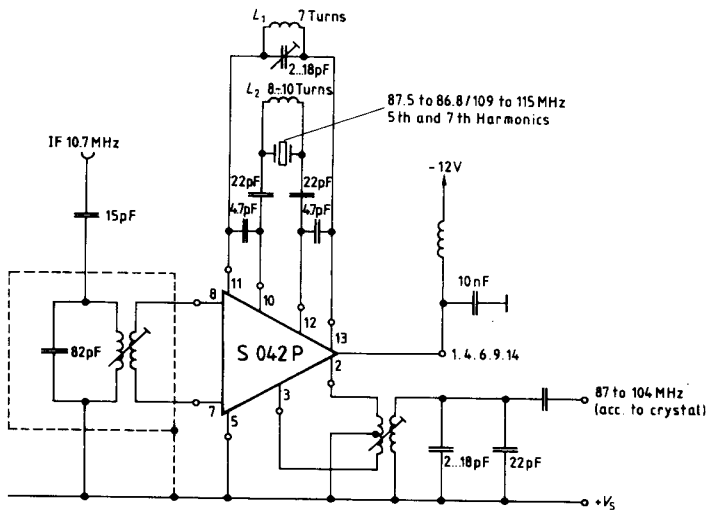 L1 7 Turns
2...18pF
L2 8-10 Turns
87.5 to 86.8/109 to 115 MHz
5th and 7th Harmonics
IF 10.7 MHz
-12V
22pF
22pF
15pF
4.7pF
4.7pF
10nF
11
10
8
12
13
82pF
S 042 P
1.4.6.9.14
2
3
7
5
87 to 104 MHz
(acc. to crystal)
2...18pF
22pF
+Vs